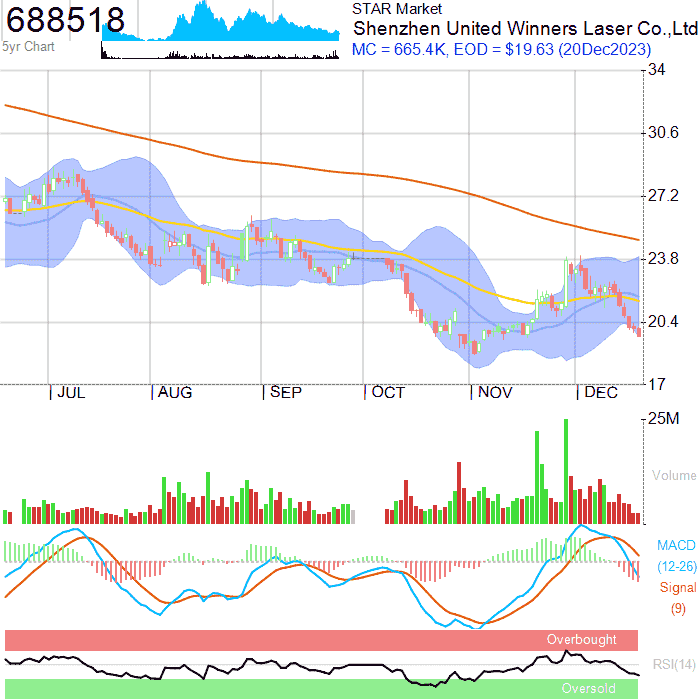 688518
5yr Chart
STAR Market
Shenzhen United Winners Laser Co.,Ltd
MC = 665.4K, EOD = $19.63 (20Dec2023)
34
30.6
27.2
23.8
20.4
17
JUL
AUG
SEP
OCT
NOV
DEC
25M
Volume
MACD
(12-26)
Signal
(9)
Overbought
RSI(14)
Oversold